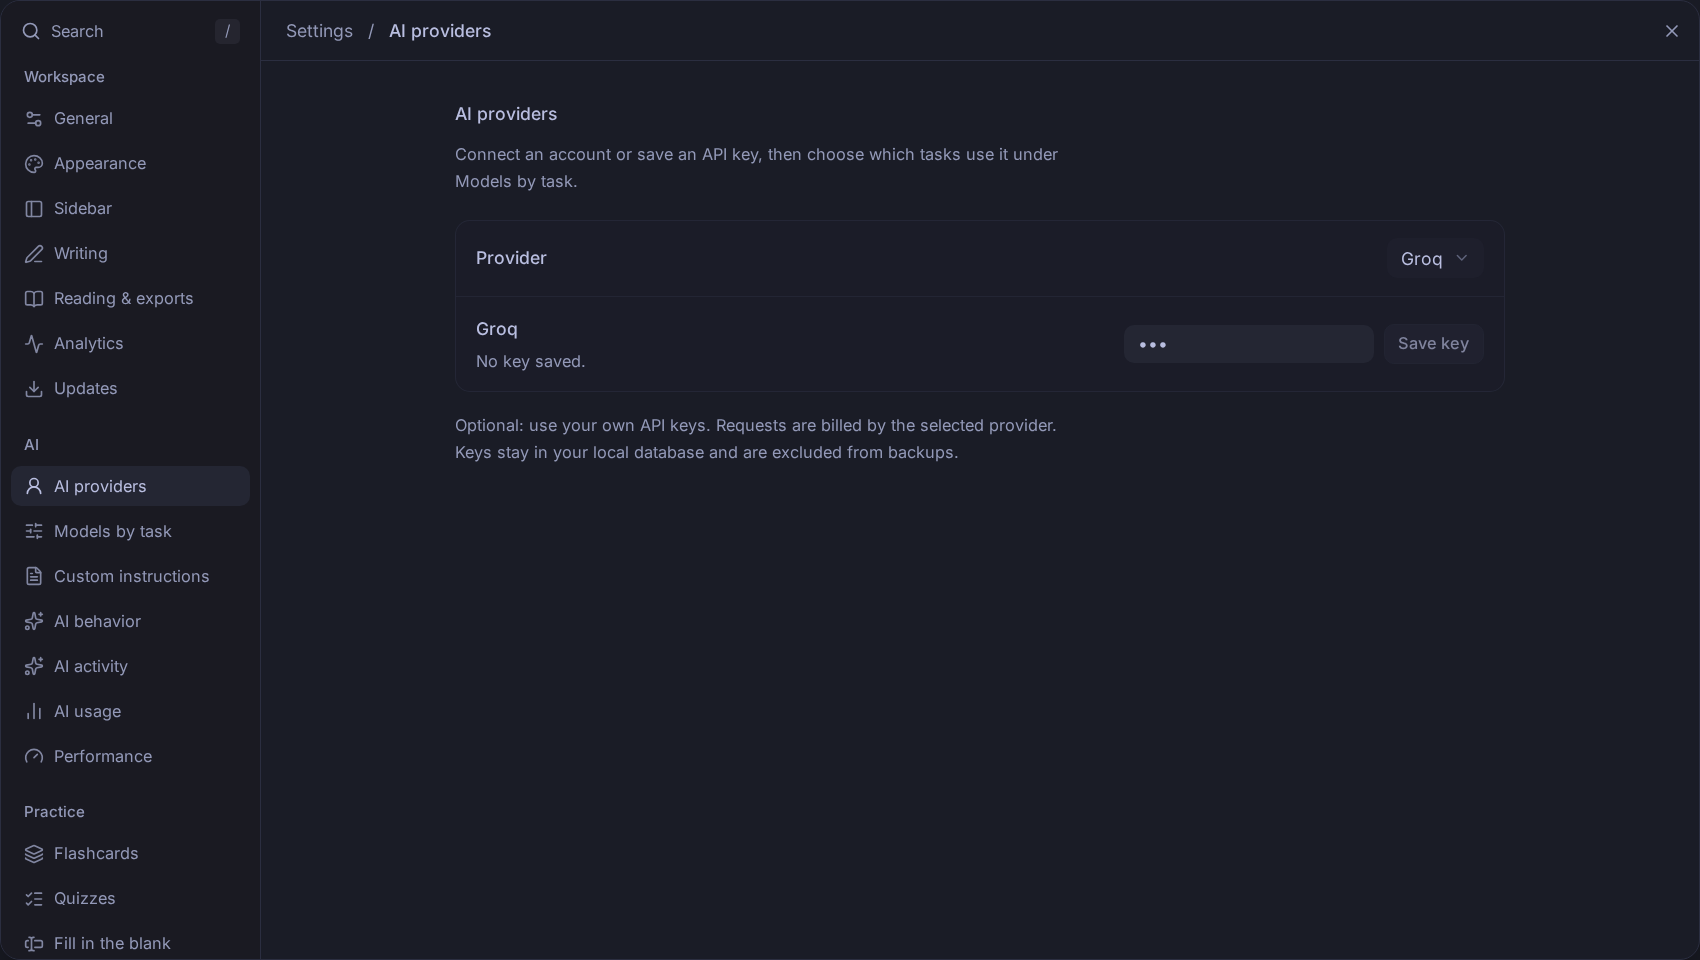 Search
/
Workspace
General
Appearance
Sidebar
Writing
Reading & exports
Analytics
Updates
AI
AI providers
Models by task
Custom instructions
AI behavior
AI activity
AI usage
Performance
Practice
Flashcards
Quizzes
Fill in the blank
Settings / AI providers
AI providers
Connect an account or save an API key, then choose which tasks use it under
Models by task.
Provider
Groq
Groq
No key saved.
•••
Save key
Optional: use your own API keys. Requests are billed by the selected provider.
Keys stay in your local database and are excluded from backups.